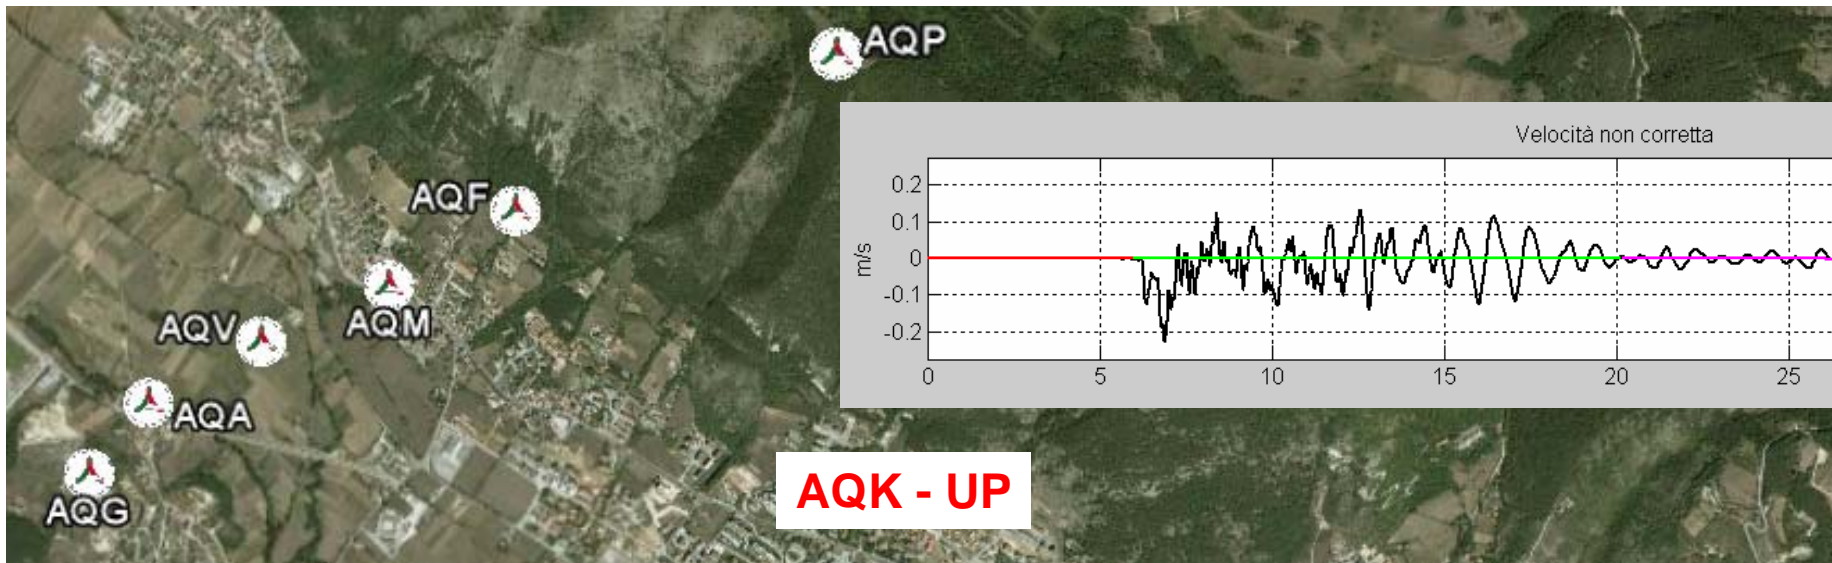 AQP
Velocità non corretta
AQF
0.2
0.1
0
-0.1
-0.2
m/s
0 5 10 15 20 25
AQM
AQV
AQA
AQG
AQK - UP